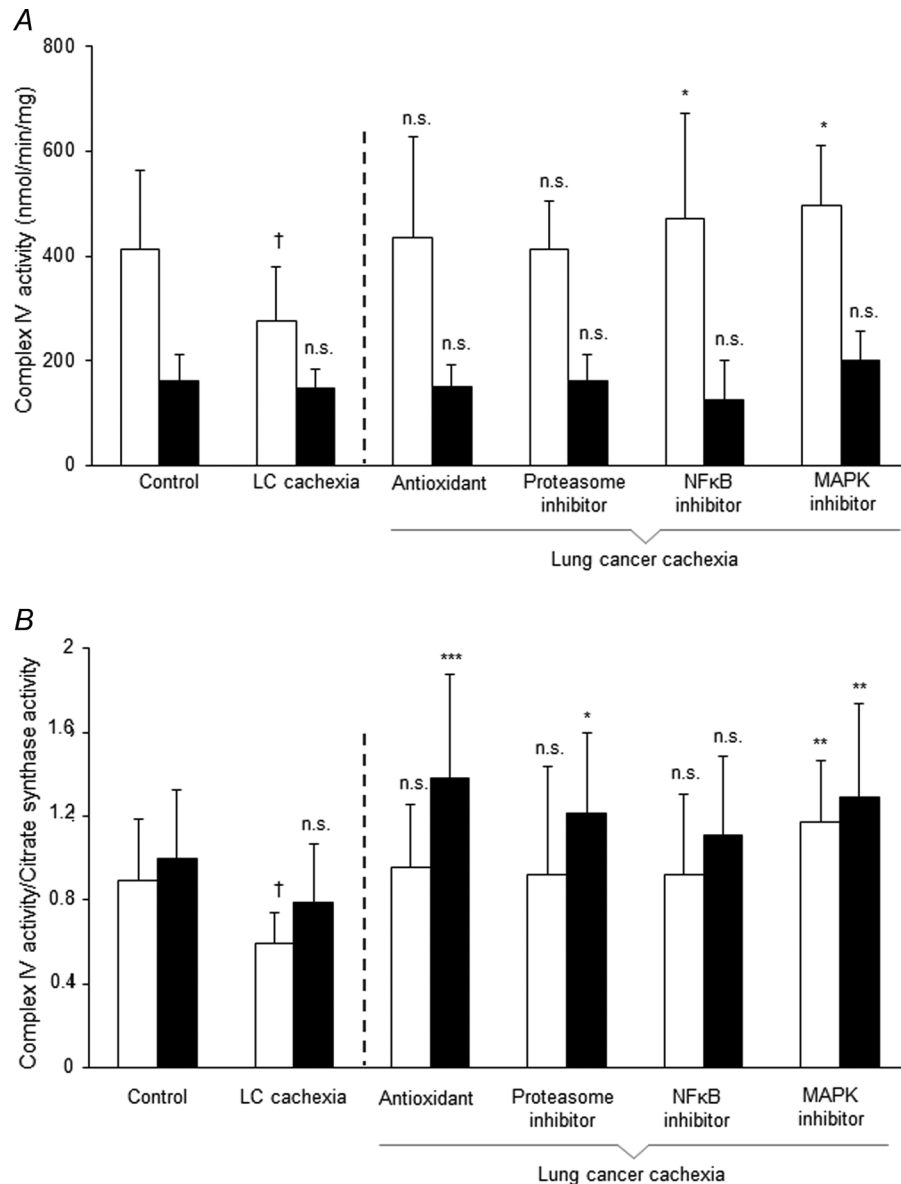 A
Complex IV activity (nmol/min/mg)
800
600
400
200
0
†
n.s.
n.s.
n.s.
n.s.
n.s.
*
n.s.
*
n.s.
Control
LC cachexia
Antioxidant
Proteasome
inhibitor
NFκB
inhibitor
MAPK
inhibitor
Lung cancer cachexia
B
Complex IV activity/Citrate synthase activity
2
1.6
1.2
0.8
0.4
0
†
n.s.
n.s.
***
n.s.
*
n.s.
n.s.
**
**
Control
LC cachexia
Antioxidant
Proteasome
inhibitor
NFκB
inhibitor
MAPK
inhibitor
Lung cancer cachexia